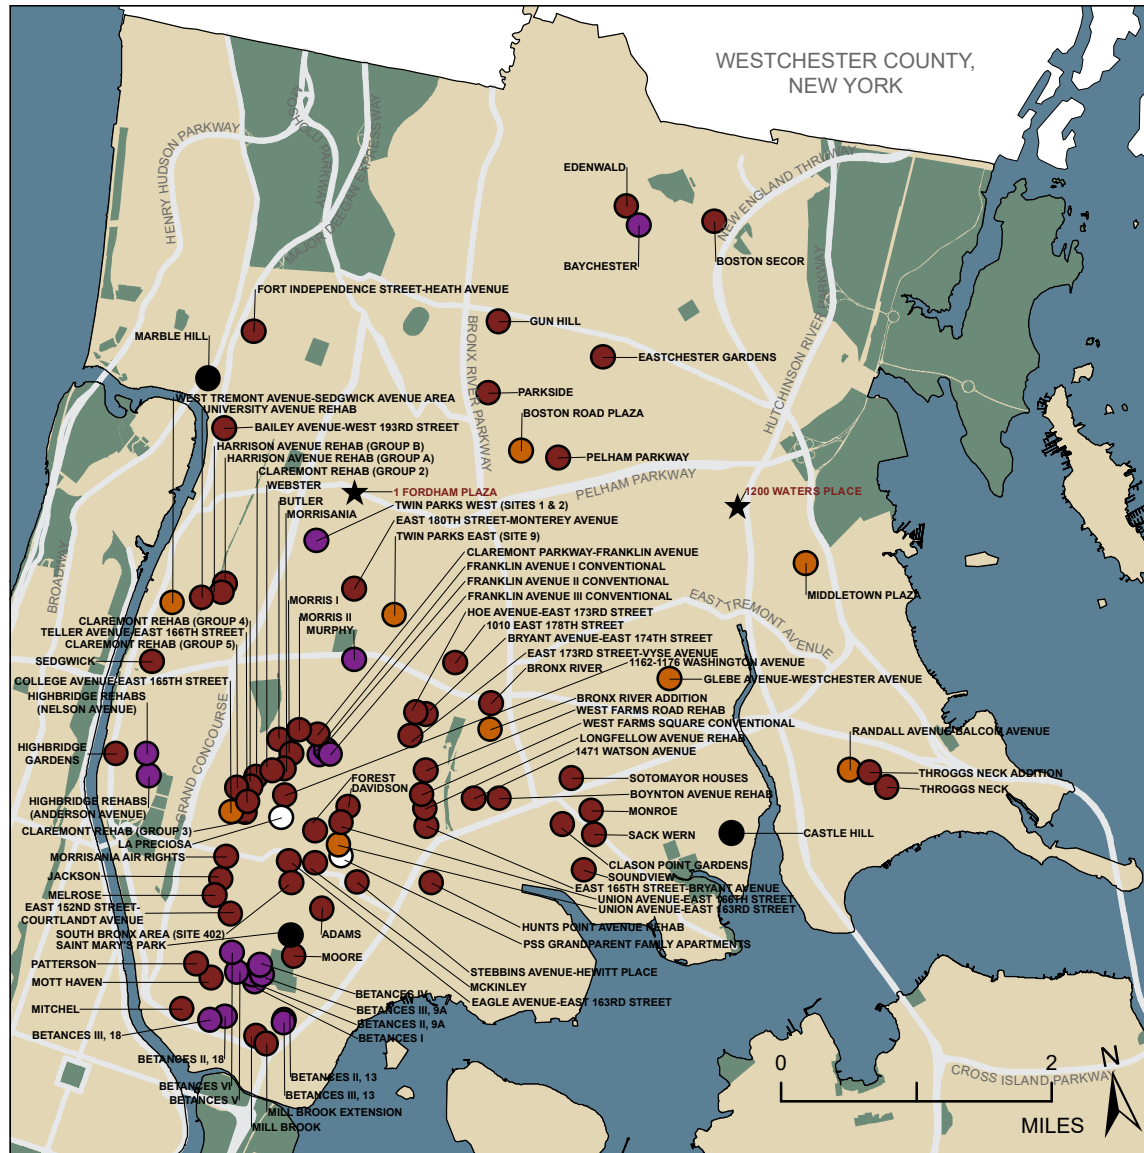 WESTCHESTER COUNTY,
NEW YORK
HENRY HUDSON PARKWAY
MOSHOLU PARKWAY
MAJOR DEEGAN EXPRESSWAY
NEW ENGLAND THRUWAY
EDENWALD
BAYCHESTER
BOSTON SECOR
FORT INDEPENDENCE STREET-HEATH AVENUE
GUN HILL
MARBLE HILL
EASTCHESTER GARDENS
HUTCHINSON RIVER PARKWAY
BRONX RIVER PARKWAY
PARKSIDE
WEST TREMONT AVENUE-SEDGWICK AVENUE AREA
UNIVERSITY AVENUE REHAB
BOSTON ROAD PLAZA
BAILEY AVENUE-WEST 193RD STREET
HARRISON AVENUE REHAB (GROUP B)
HARRISON AVENUE REHAB (GROUP A)
PELHAM PARKWAY
CLAREMONT REHAB (GROUP 2)
WEBSTER
PELHAM PARKWAY
1 FORDHAM PLAZA
1200 WATERS PLACE
BUTLER
TWIN PARKS WEST (SITES 1 & 2)
MORRISANIA
EAST 180TH STREET-MONTEREY AVENUE
TWIN PARKS EAST (SITE 9)
CLAREMONT PARKWAY-FRANKLIN AVENUE
FRANKLIN AVENUE I CONVENTIONAL
FRANKLIN AVENUE II CONVENTIONAL
FRANKLIN AVENUE III CONVENTIONAL
BROADWAY
MIDDLETOWN PLAZA
EAST TREMONT AVENUE
MORRIS I
HOE AVENUE-EAST 173RD STREET
MORRIS II
1010 EAST 178TH STREET
CLAREMONT REHAB (GROUP 4)
TELLER AVENUE-EAST 166TH STREET
MURPHY
BRYANT AVENUE-EAST 174TH STREET
CLAREMONT REHAB (GROUP 5)
EAST 173RD STREET-VYSE AVENUE
SEDGWICK
1162-1176 WASHINGTON AVENUE
BRONX RIVER
COLLEGE AVENUE-EAST 165TH STREET
GLEBE AVENUE-WESTCHESTER AVENUE
HIGHBRIDGE REHABS
(NELSON AVENUE)
BRONX RIVER ADDITION
WEST FARMS ROAD REHAB
WEST FARMS SQUARE CONVENTIONAL
RANDALL AVENUE-BALCOM AVENUE
LONGFELLOW AVENUE REHAB
GRAND CONCOURSE
HIGHBRIDGE
GARDENS
1471 WATSON AVENUE
THROGGS NECK ADDITION
FOREST
SOTOMAYOR HOUSES
THROGGS NECK
DAVIDSON
BOYNTON AVENUE REHAB
HIGHBRIDGE REHABS
(ANDERSON AVENUE)
MONROE
CLAREMONT REHAB (GROUP 3)
SACK WERN
CASTLE HILL
LA PRECIOSA
MORRISANIA AIR RIGHTS
CLASON POINT GARDENS
JACKSON
SOUNDVIEW
EAST 165TH STREET-BRYANT AVENUE
MELROSE
UNION AVENUE-EAST 166TH STREET
EAST 152ND STREET-
COURTLANDT AVENUE
UNION AVENUE-EAST 163RD STREET
HUNTS POINT AVENUE REHAB
SOUTH BRONX AREA (SITE 402)
ADAMS
SAINT MARY'S PARK
PSS GRANDPARENT FAMILY APARTMENTS
MOORE
PATTERSON
STEBBINS AVENUE-HEWITT PLACE
MOTT HAVEN
MCKINLEY
BETANCES IV
EAGLE AVENUE-EAST 163RD STREET
MITCHEL
BETANCES III, 9A
BETANCES II, 9A
BETANCES III, 18
BETANCES I
BETANCES II, 18
BETANCES II, 13
BETANCES VI
BETANCES III, 13
BETANCES V
MILL BROOK EXTENSION
MILL BROOK
CROSS ISLAND PARKWAY
0 2
MILES
N